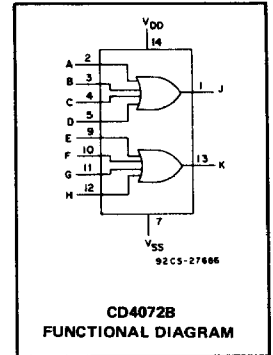 VDD
14
A 2
B 3
C 4
D 5
1 J
E 9
F 10
G 11
H 12
13 K
7
VSS
92CS-27686
CD4072B
FUNCTIONAL DIAGRAM